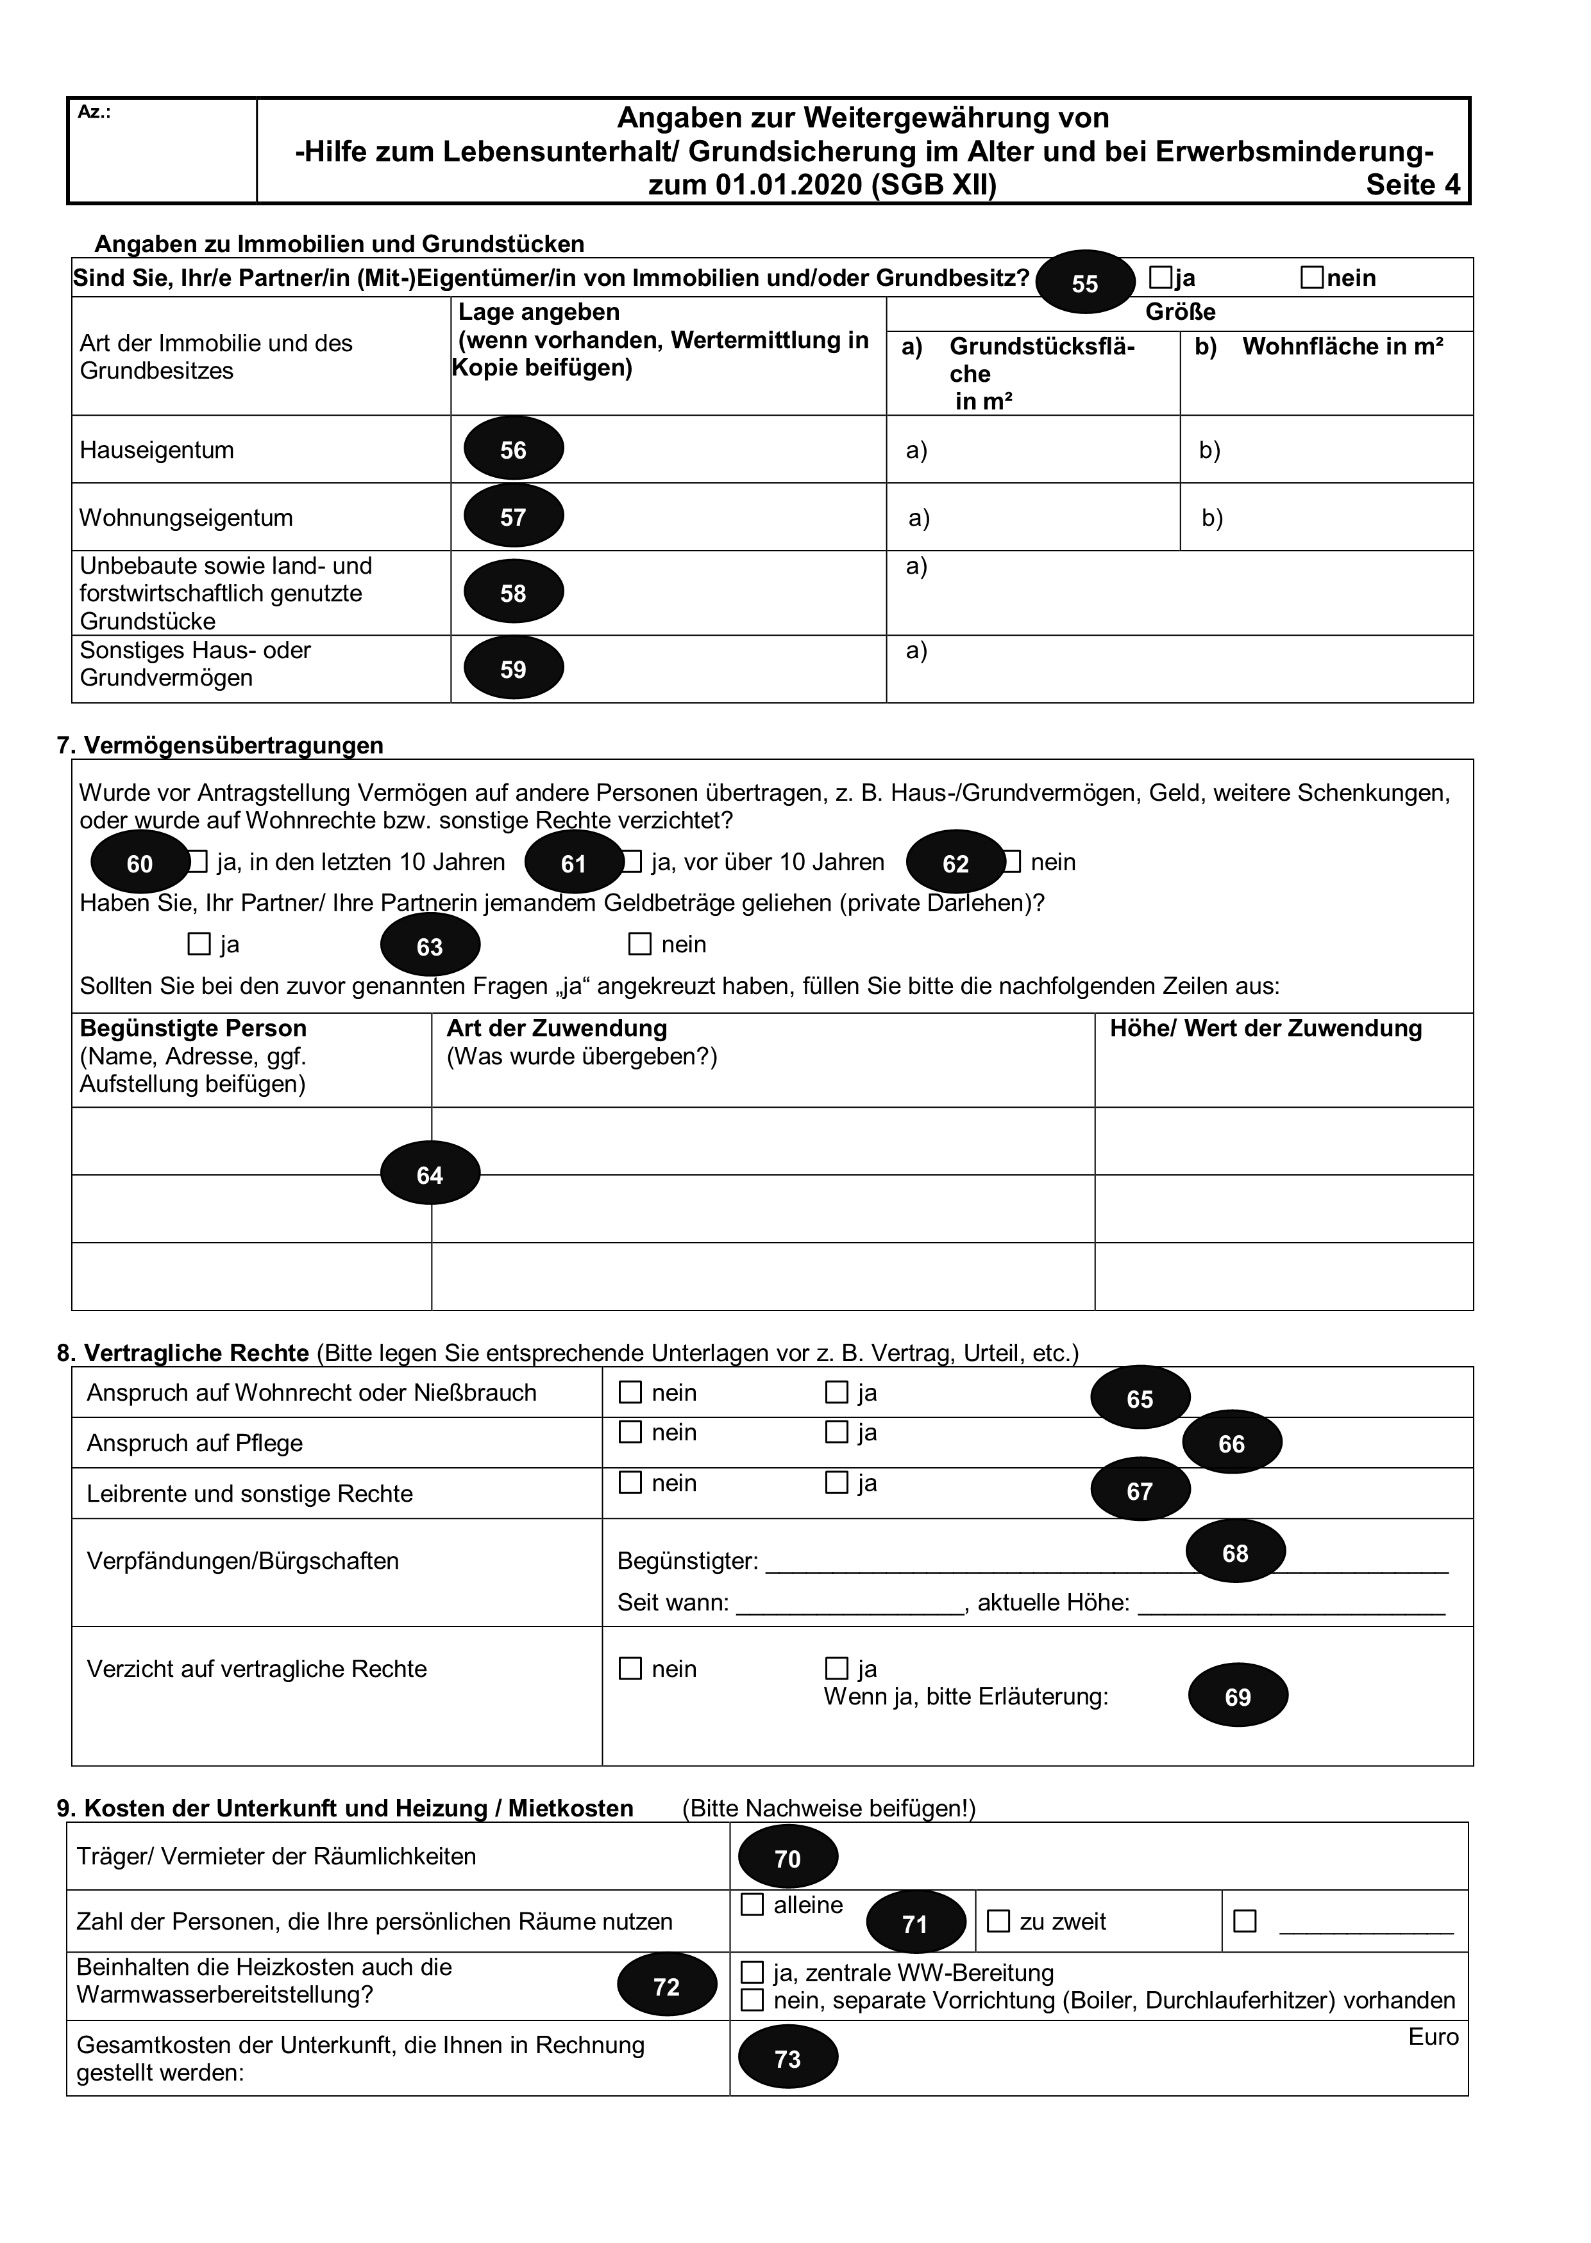 Az.:
Angaben zur Weitergewährung von
-Hilfe zum Lebensunterhalt/ Grundsicherung im Alter und bei Erwerbsminderung-
zum 01.01.2020 (SGB XII) Seite 4
Angaben zu Immobilien und Grundstücken
Sind Sie, Ihr/e Partner/in (Mit-)Eigentümer/in von Immobilien und/oder Grundbesitz? 55 ☐ja ☐nein
Art der Immobilie und des
Grundbesitzes
Lage angeben
(wenn vorhanden, Wertermittlung in
Kopie beifügen)
Größe
a) Grundstücksflä-
che
in m²
b) Wohnfläche in m²
Hauseigentum 56 a) b)
Wohnungseigentum 57 a) b)
Unbebaute sowie land- und
forstwirtschaftlich genutzte
Grundstücke
58 a)
Sonstiges Haus- oder
Grundvermögen
59 a)
7. Vermögensübertragungen
Wurde vor Antragstellung Vermögen auf andere Personen übertragen, z. B. Haus-/Grundvermögen, Geld, weitere Schenkungen,
oder wurde auf Wohnrechte bzw. sonstige Rechte verzichtet?
60 ☐ ja, in den letzten 10 Jahren 61 ☐ ja, vor über 10 Jahren 62 ☐ nein
Haben Sie, Ihr Partner/ Ihre Partnerin jemandem Geldbeträge geliehen (private Darlehen)?
☐ ja 63 ☐ nein
Sollten Sie bei den zuvor genannten Fragen „ja“ angekreuzt haben, füllen Sie bitte die nachfolgenden Zeilen aus:
Begünstigte Person
(Name, Adresse, ggf.
Aufstellung beifügen)
Art der Zuwendung
(Was wurde übergeben?)
Höhe/ Wert der Zuwendung
64
8. Vertragliche Rechte (Bitte legen Sie entsprechende Unterlagen vor z. B. Vertrag, Urteil, etc.)
Anspruch auf Wohnrecht oder Nießbrauch ☐ nein ☐ ja 65
Anspruch auf Pflege ☐ nein ☐ ja 66
Leibrente und sonstige Rechte ☐ nein ☐ ja 67
Verpfändungen/Bürgschaften Begünstigter: ____________________ 68
Seit wann: _________________, aktuelle Höhe: _______________________
Verzicht auf vertragliche Rechte ☐ nein ☐ ja
Wenn ja, bitte Erläuterung: 69
9. Kosten der Unterkunft und Heizung / Mietkosten (Bitte Nachweise beifügen!)
Träger/ Vermieter der Räumlichkeiten 70
Zahl der Personen, die Ihre persönlichen Räume nutzen ☐ alleine 71 ☐ zu zweit ☐ _____________
Beinhalten die Heizkosten auch die
Warmwasserbereitstellung?
72
☐ ja, zentrale WW-Bereitung
☐ nein, separate Vorrichtung (Boiler, Durchlauferhitzer) vorhanden
Gesamtkosten der Unterkunft, die Ihnen in Rechnung
gestellt werden:
73 Euro